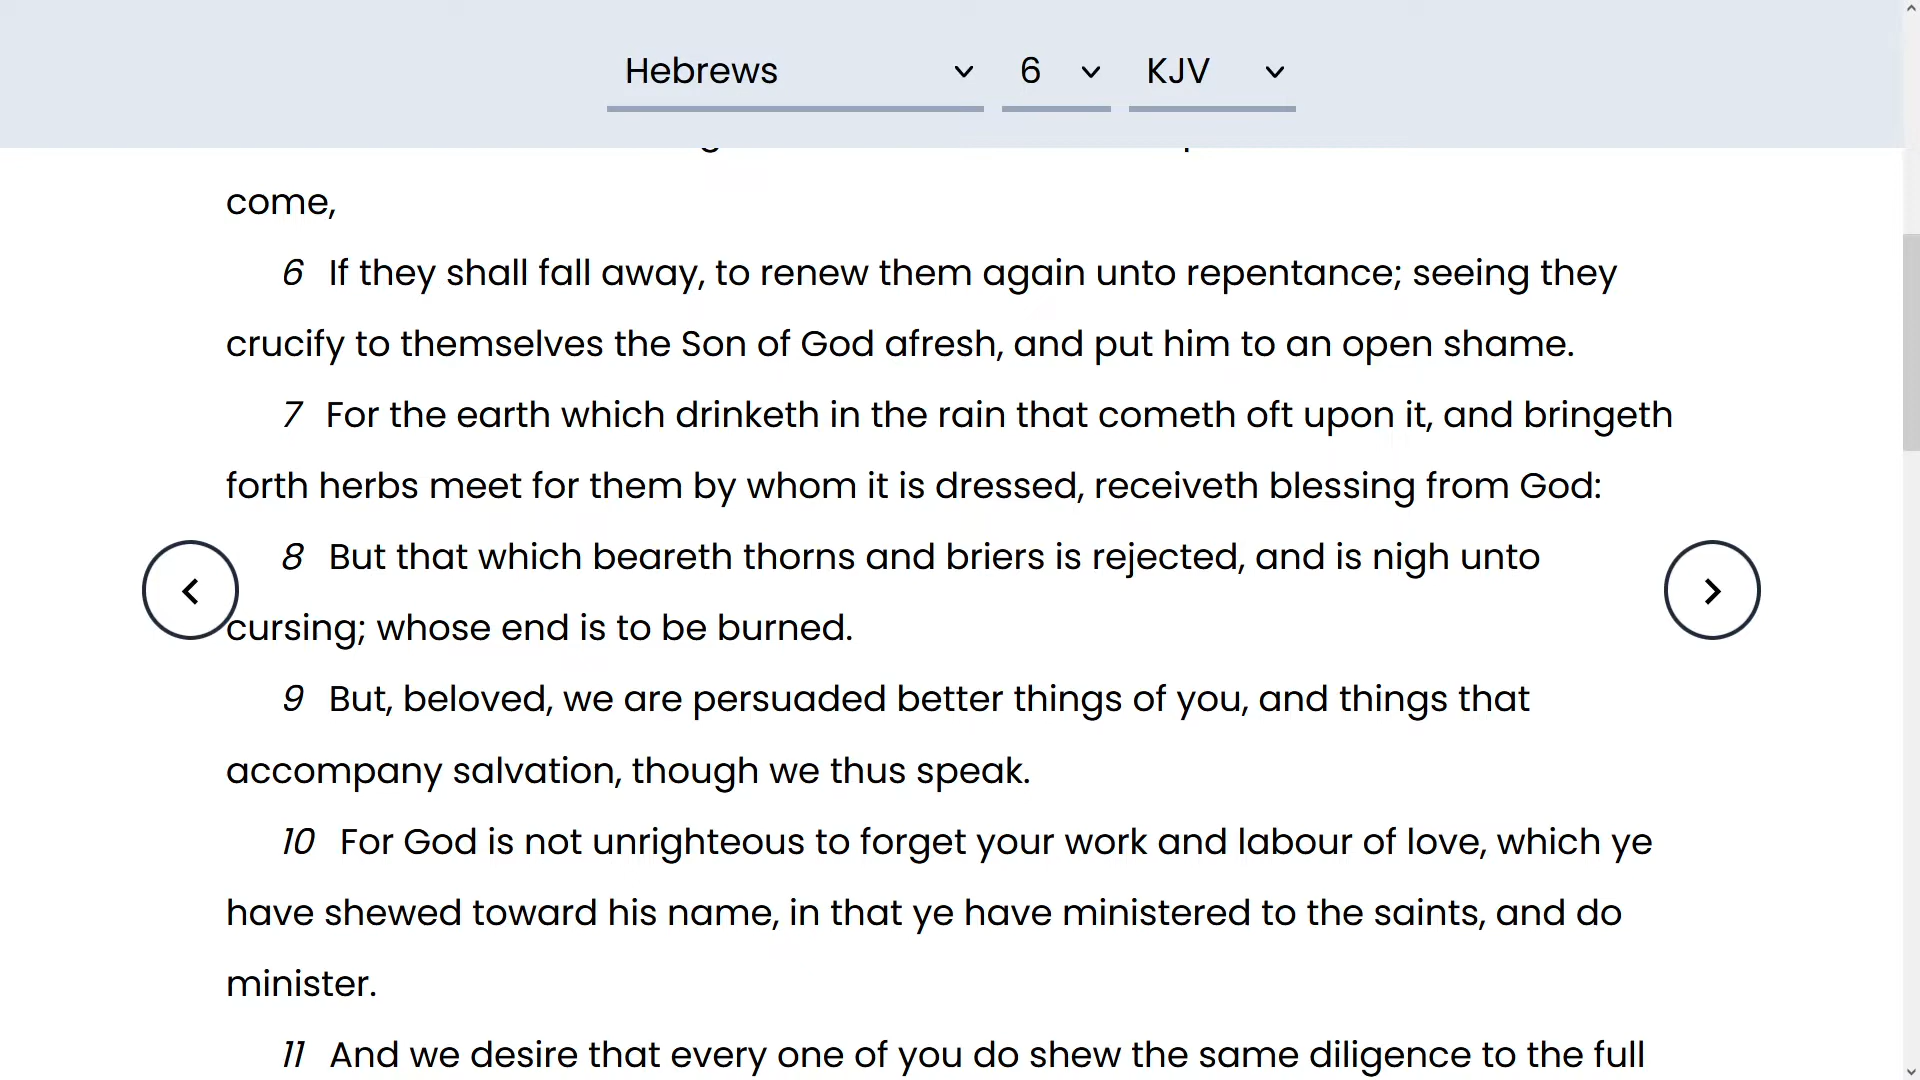 Hebrews 6 KJV
come,
6 If they shall fall away, to renew them again unto repentance; seeing they
crucify to themselves the Son of God afresh, and put him to an open shame.
7 For the earth which drinketh in the rain that cometh oft upon it, and bringeth
forth herbs meet for them by whom it is dressed, receiveth blessing from God:
8 But that which beareth thorns and briers is rejected, and is nigh unto
cursing; whose end is to be burned.
9 But, beloved, we are persuaded better things of you, and things that
accompany salvation, though we thus speak.
10 For God is not unrighteous to forget your work and labour of love, which ye
have shewed toward his name, in that ye have ministered to the saints, and do
minister.
11 And we desire that every one of you do shew the same diligence to the full